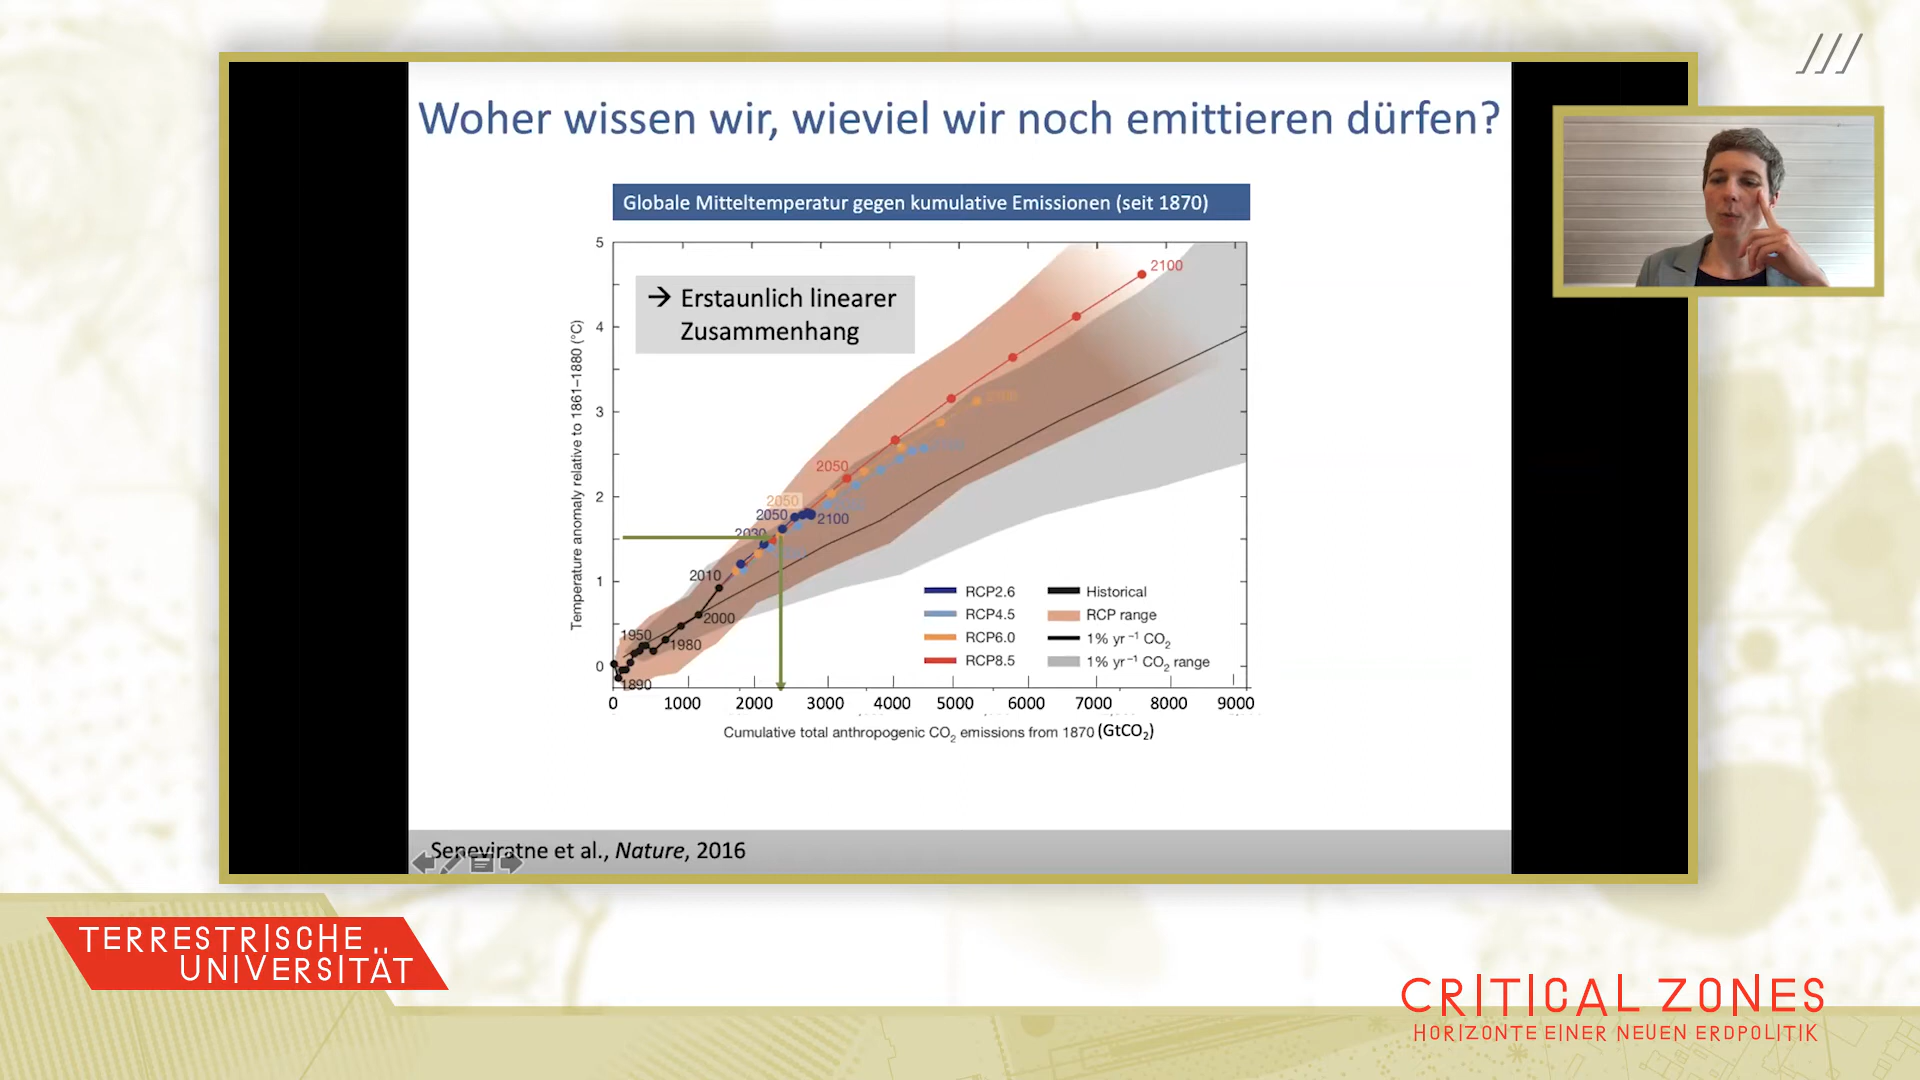 Woher wissen wir, wieviel wir noch emittieren dürfen?
Globale Mitteltemperatur gegen kumulative Emissionen (seit 1870)
→ Erstaunlich linearer
Zusammenhang
Temperature anomaly relative to 1861–1880 (°C)
5
4
3
2
1
0
2100
2050
2050
2050
2100
2030
2010
2000
1950
1980
1890
RCP2.6
RCP4.5
RCP6.0
RCP8.5
Historical
RCP range
1% yr⁻¹ CO₂
1% yr⁻¹ CO₂ range
0 1000 2000 3000 4000 5000 6000 7000 8000 9000
Cumulative total anthropogenic CO₂ emissions from 1870 (GtCO₂)
Seneviratne et al., Nature, 2016
TERRESTRISCHE
UNIVERSITÄT
CRITICAL ZONES
HORIZONTE EINER NEUEN ERDPOLITIK